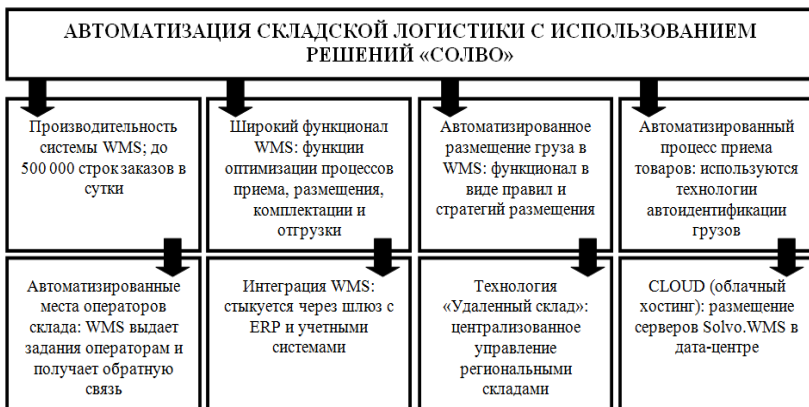 АВТОМАТИЗАЦИЯ СКЛАДСКОЙ ЛОГИСТИКИ С ИСПОЛЬЗОВАНИЕМ
РЕШЕНИЙ «СОЛВО»
Производительность
системы WMS; до
500 000 строк заказов в
сутки
Широкий функционал
WMS: функции
оптимизации процессов
приема, размещения,
комплектации и
отгрузки
Автоматизированное
размещение груза в
WMS: функционал в
виде правил и
стратегий размещения
Автоматизированный
процесс приема
товаров: используются
технологии
автоидентификации
грузов
Автоматизированные
места операторов
склада: WMS выдает
задания операторам и
получает обратную
связь
Интеграция WMS:
стыкуется через шлюз с
ERP и учетными
системами
Технология
«Удаленный склад»:
централизованное
управление
региональными
складами
CLOUD (облачный
хостинг): размещение
серверов Solvo.WMS в
дата-центре